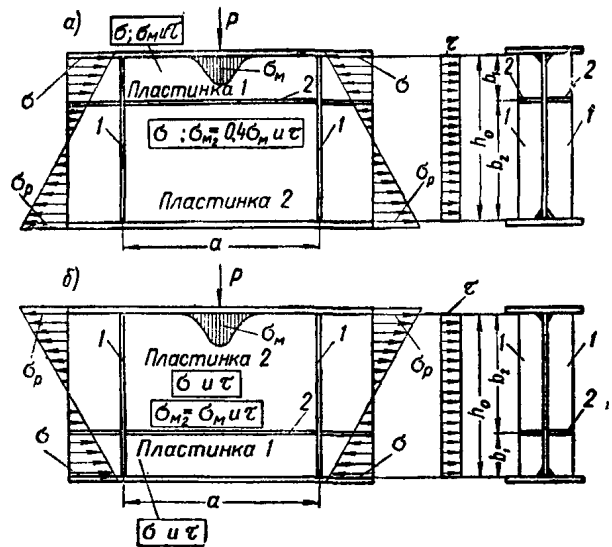 а)
σ; σм и τ
P
σм
Пластинка 1
2
σ
σ
τ
1
1
σ ; σм₂=0,4σм и τ
Пластинка 2
σр
σр
a
h₀
b₁
b₂
2
2
1
1
б)
P
τ
σм
σр
σр
1
1
Пластинка 2
σ и τ
σм₂=σм и τ
2
Пластинка 1
σ
σ
a
σ и τ
h₀
b₂
b₁
1
1
2